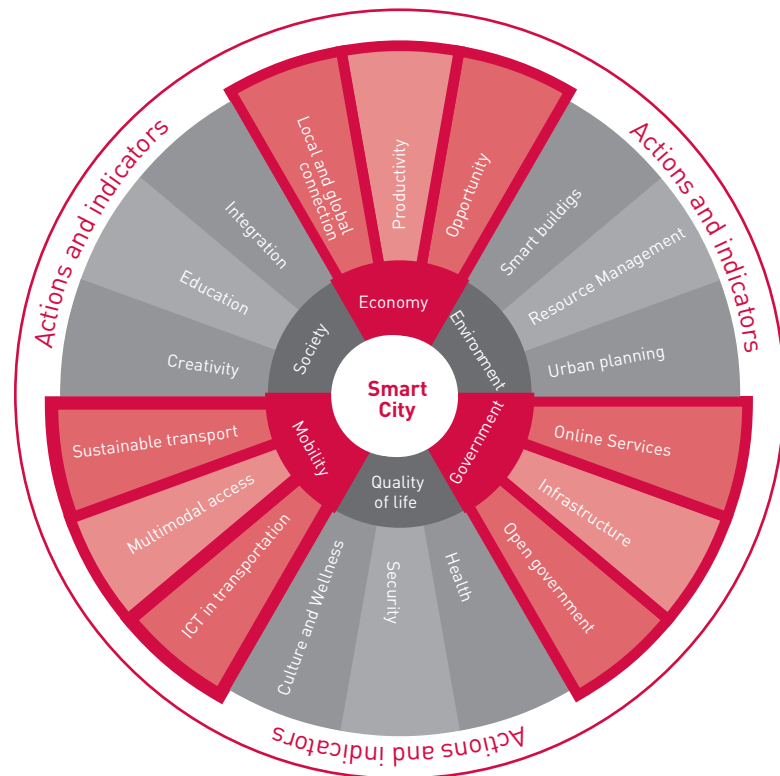 Smart
City
Economy
Local and global
connection
Productivity
Opportunity
Environment
Smart buildigs
Resource Management
Urban planning
Government
Online Services
Infrastructure
Open government
Quality
of life
Health
Security
Culture and Wellness
Mobility
ICT in transportation
Multimodal access
Sustainable transport
Society
Creativity
Education
Integration
Actions and indicators
Actions and indicators
Actions and indicators